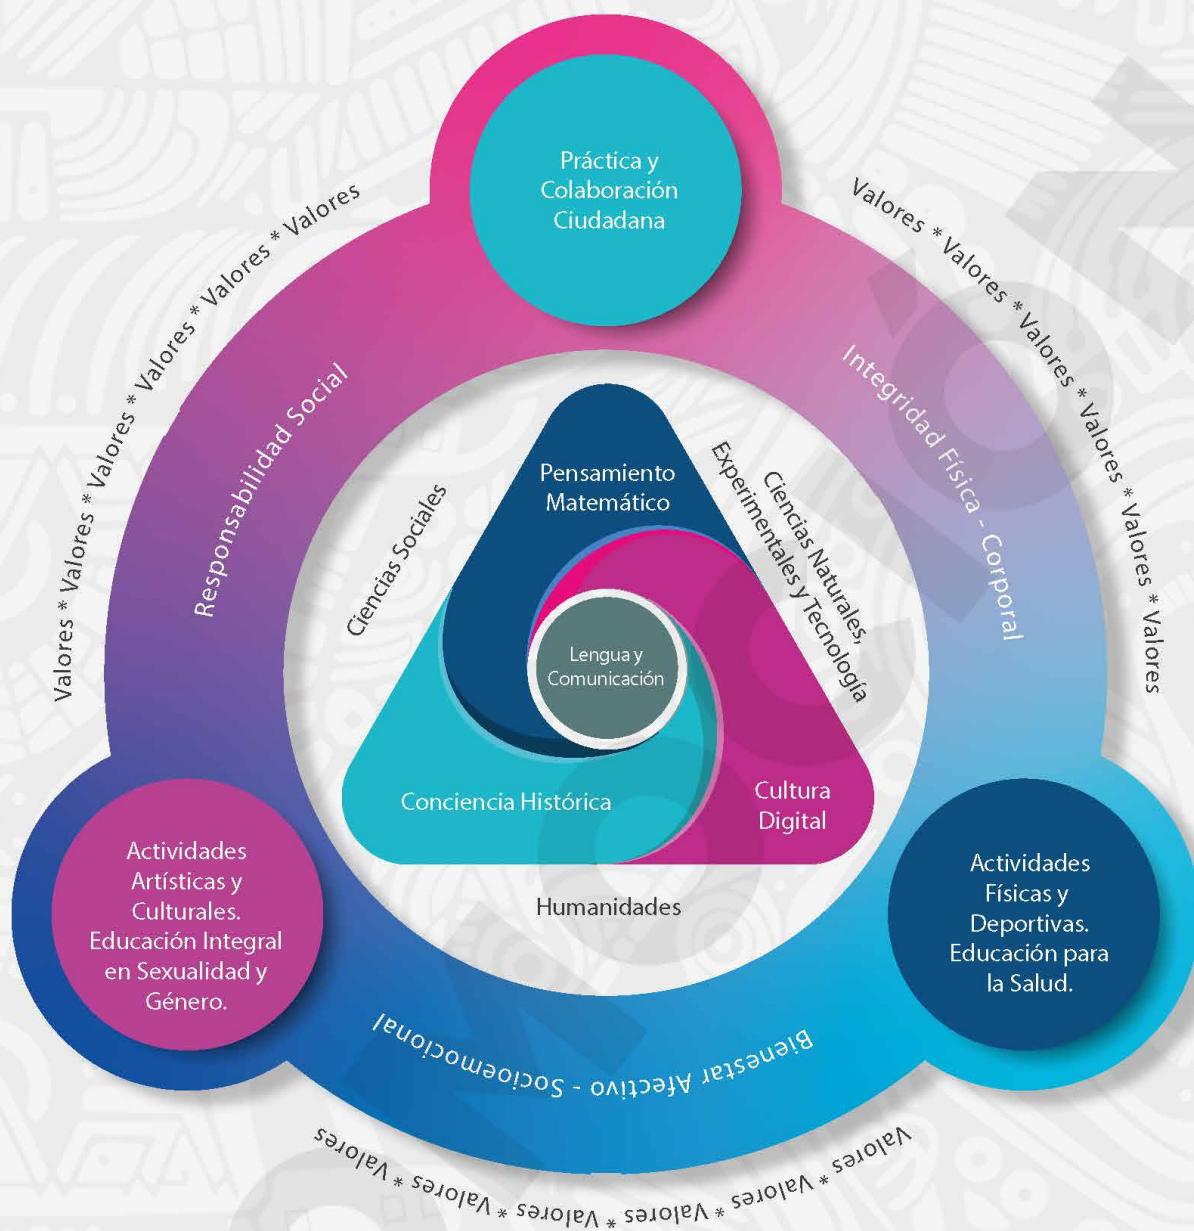 Práctica y
Colaboración
Ciudadana
Valores * Valores * Valores * Valores * Valores * Valores
Valores * Valores * Valores * Valores * Valores * Valores
Responsabilidad Social
Integridad Física - Corporal
Ciencias Sociales
Pensamiento
Matemático
Ciencias Naturales,
Experimentales y Tecnología
Lengua y
Comunicación
Conciencia Histórica
Cultura
Digital
Humanidades
Actividades
Artísticas y
Culturales.
Educación Integral
en Sexualidad y
Género.
Actividades
Físicas y
Deportivas.
Educación para
la Salud.
Bienestar Afectivo - Socioemocional
Valores * Valores * Valores * Valores * Valores * Valores